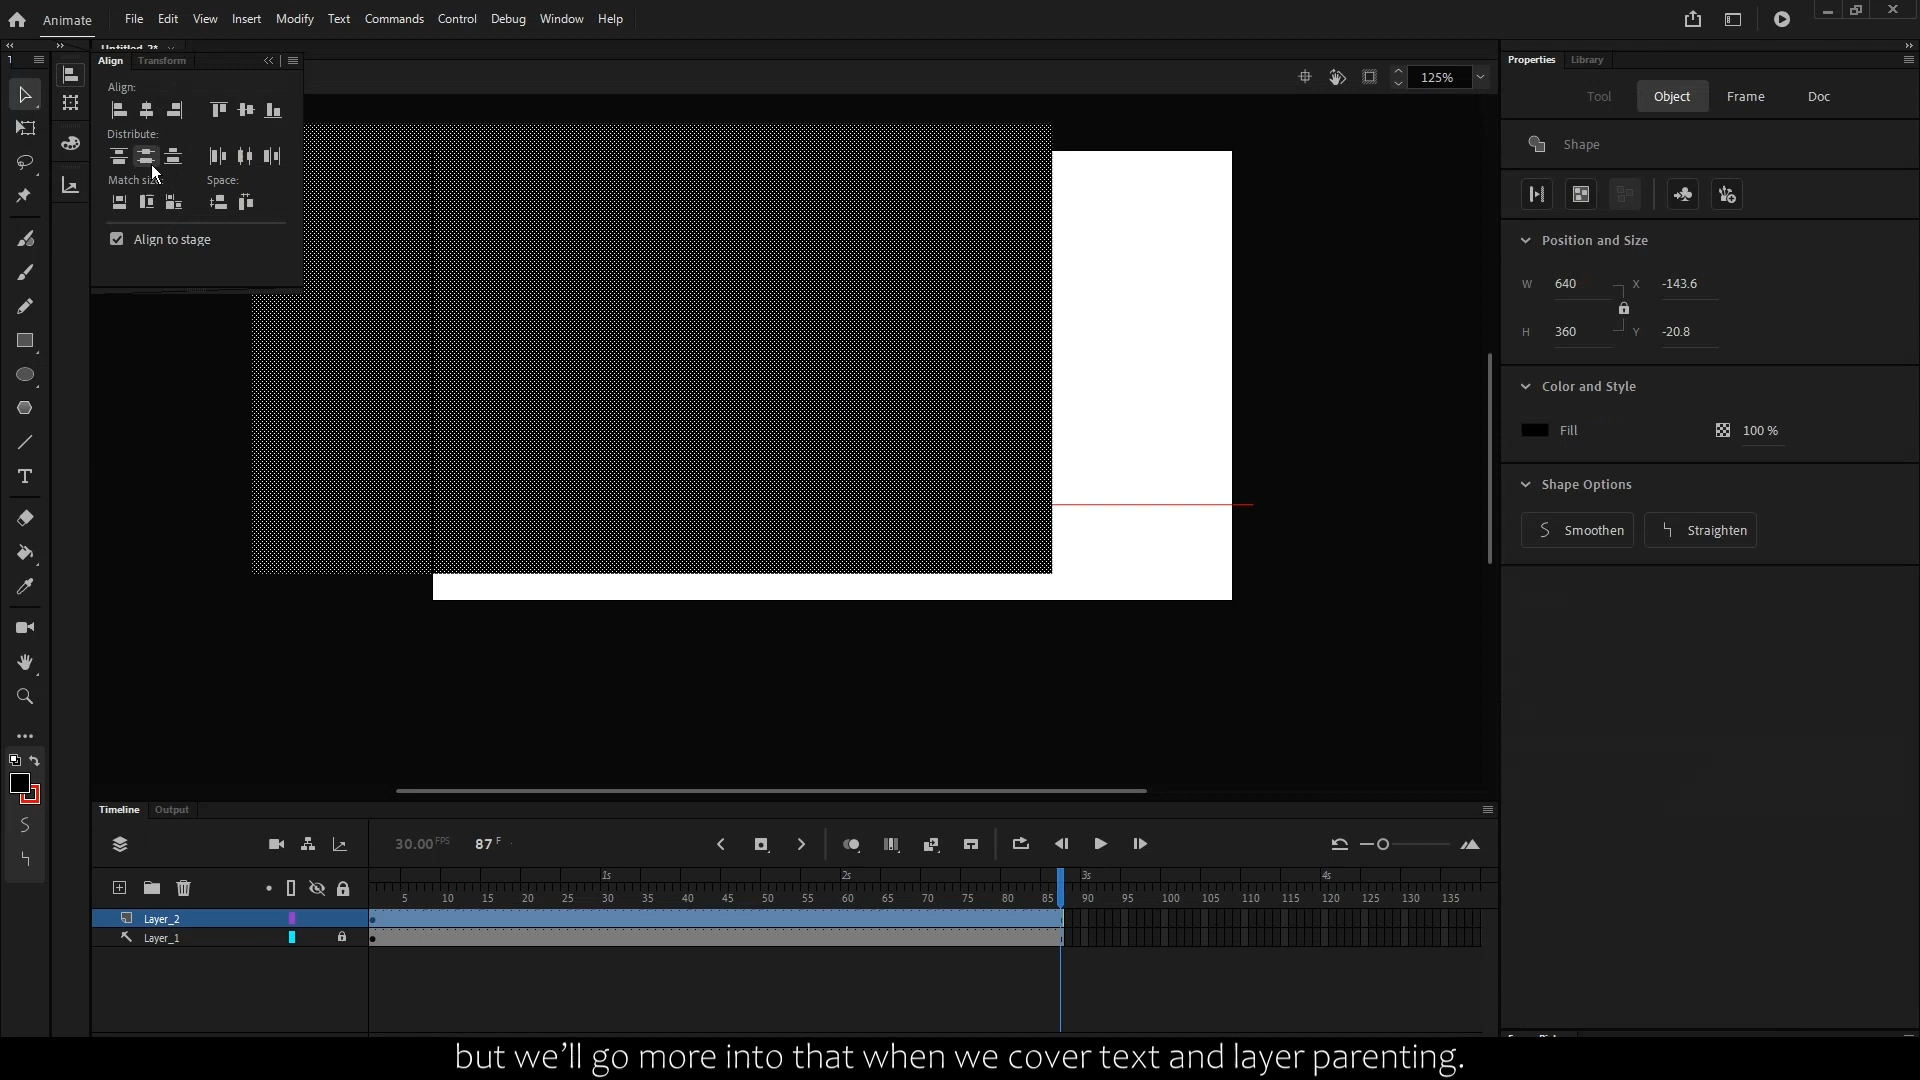 Animate File Edit View Insert Modify Text Commands Control Debug Window Help
Untitled_2*
Align Transform
Properties Library
125%
Align:
Tool Object Frame Doc
Distribute:
Shape
Space:
Align to stage
Position and Size
W 640 X -143.6
H 360 Y -20.8
Color and Style
Fill 100 %
Shape Options
Smoothen Straighten
Timeline Output
30.00 FPS 87 F
1s 2s 3s 4s
5 10 15 20 25 30 35 40 45 50 55 60 65 70 75 80 85 90 95 100 105 110 115 120 125 130 135
Layer_2
Layer_1
but we'll go more into that when we cover text and layer parenting.